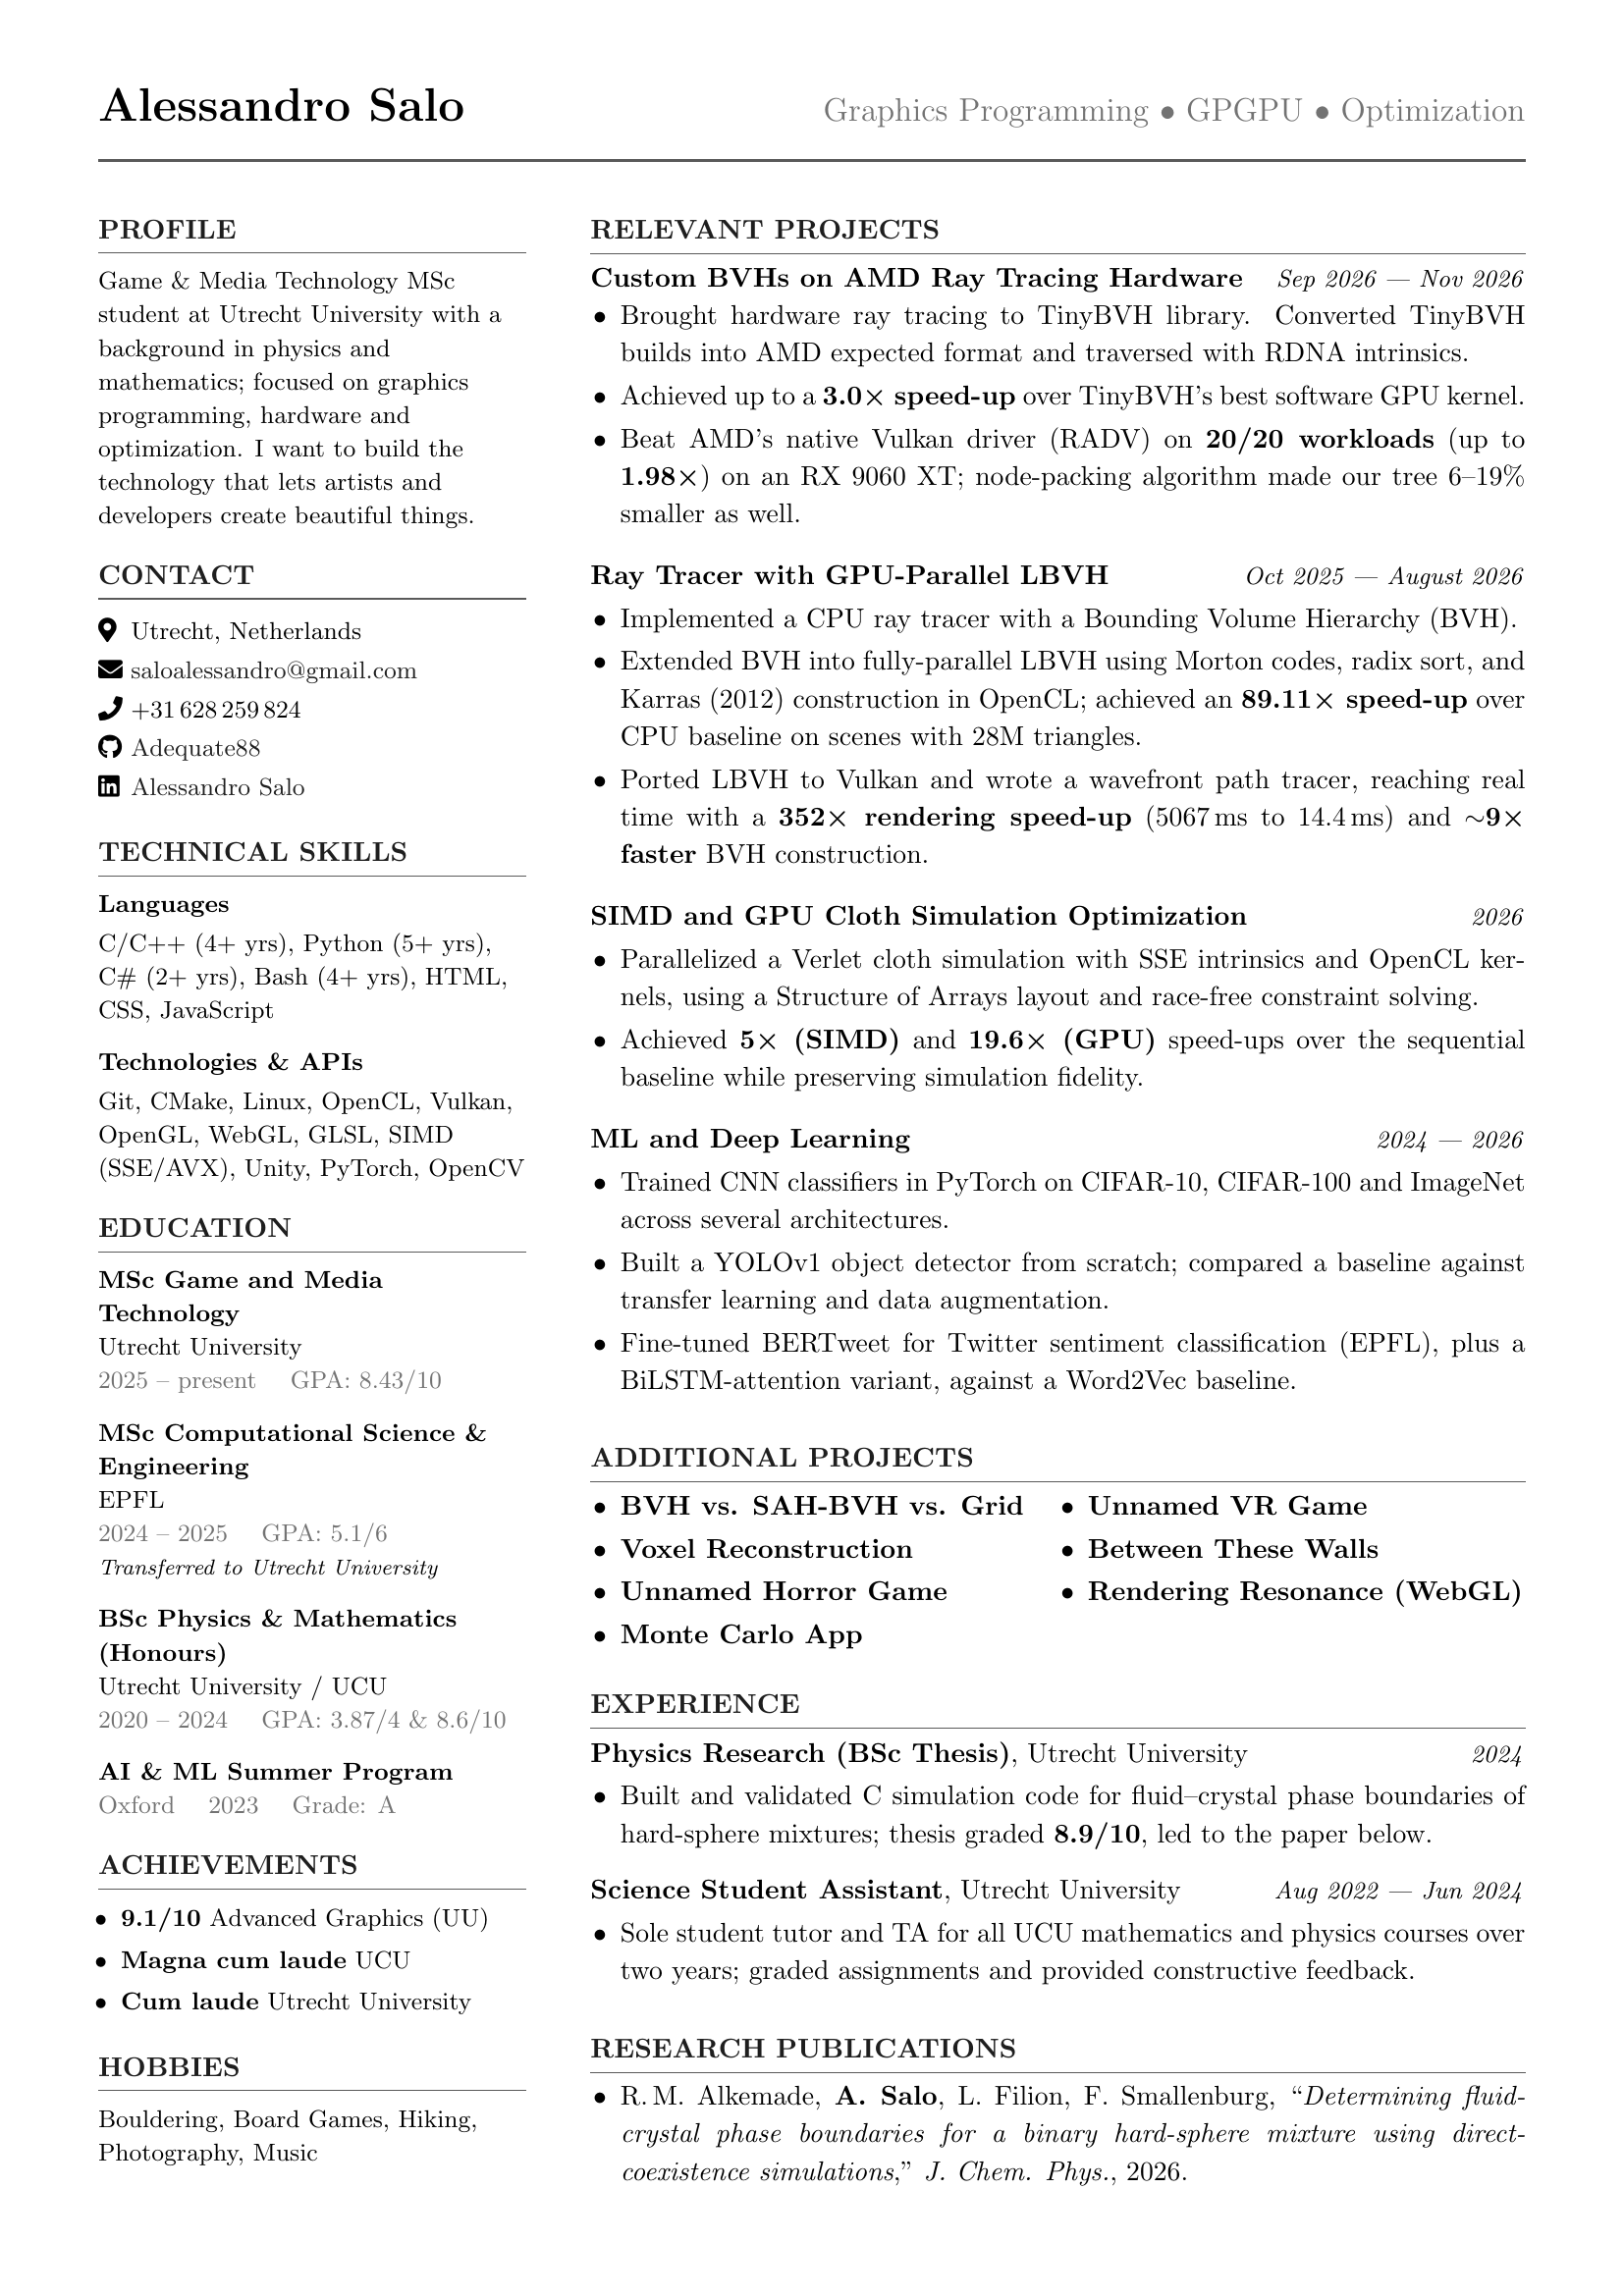 Alessandro Salo
Graphics Programming • GPGPU • Optimization
PROFILE
Game & Media Technology MSc
student at Utrecht University with a
background in physics and
mathematics; focused on graphics
programming, hardware and
optimization. I want to build the
technology that lets artists and
developers create beautiful things.
CONTACT
Utrecht, Netherlands
saloalessandro@gmail.com
+31 628 259 824
Adequate88
Alessandro Salo
TECHNICAL SKILLS
Languages
C/C++ (4+ yrs), Python (5+ yrs),
C# (2+ yrs), Bash (4+ yrs), HTML,
CSS, JavaScript
Technologies & APIs
Git, CMake, Linux, OpenCL, Vulkan,
OpenGL, WebGL, GLSL, SIMD
(SSE/AVX), Unity, PyTorch, OpenCV
EDUCATION
MSc Game and Media
Technology
Utrecht University
2025 – present GPA: 8.43/10
MSc Computational Science &
Engineering
EPFL
2024 – 2025 GPA: 5.1/6
Transferred to Utrecht University
BSc Physics & Mathematics
(Honours)
Utrecht University / UCU
2020 – 2024 GPA: 3.87/4 & 8.6/10
AI & ML Summer Program
Oxford 2023 Grade: A
ACHIEVEMENTS
• 9.1/10 Advanced Graphics (UU)
• Magna cum laude UCU
• Cum laude Utrecht University
HOBBIES
Bouldering, Board Games, Hiking,
Photography, Music
RELEVANT PROJECTS
Custom BVHs on AMD Ray Tracing Hardware Sep 2026 — Nov 2026
• Brought hardware ray tracing to TinyBVH library. Converted TinyBVH
builds into AMD expected format and traversed with RDNA intrinsics.
• Achieved up to a 3.0× speed-up over TinyBVH's best software GPU kernel.
• Beat AMD's native Vulkan driver (RADV) on 20/20 workloads (up to
1.98×) on an RX 9060 XT; node-packing algorithm made our tree 6–19%
smaller as well.
Ray Tracer with GPU-Parallel LBVH Oct 2025 — August 2026
• Implemented a CPU ray tracer with a Bounding Volume Hierarchy (BVH).
• Extended BVH into fully-parallel LBVH using Morton codes, radix sort, and
Karras (2012) construction in OpenCL; achieved an 89.11× speed-up over
CPU baseline on scenes with 28M triangles.
• Ported LBVH to Vulkan and wrote a wavefront path tracer, reaching real
time with a 352× rendering speed-up (5067 ms to 14.4 ms) and ∼9×
faster BVH construction.
SIMD and GPU Cloth Simulation Optimization 2026
• Parallelized a Verlet cloth simulation with SSE intrinsics and OpenCL ker-
nels, using a Structure of Arrays layout and race-free constraint solving.
• Achieved 5× (SIMD) and 19.6× (GPU) speed-ups over the sequential
baseline while preserving simulation fidelity.
ML and Deep Learning 2024 — 2026
• Trained CNN classifiers in PyTorch on CIFAR-10, CIFAR-100 and ImageNet
across several architectures.
• Built a YOLOv1 object detector from scratch; compared a baseline against
transfer learning and data augmentation.
• Fine-tuned BERTweet for Twitter sentiment classification (EPFL), plus a
BiLSTM-attention variant, against a Word2Vec baseline.
ADDITIONAL PROJECTS
• BVH vs. SAH-BVH vs. Grid
• Voxel Reconstruction
• Unnamed Horror Game
• Monte Carlo App
• Unnamed VR Game
• Between These Walls
• Rendering Resonance (WebGL)
EXPERIENCE
Physics Research (BSc Thesis), Utrecht University 2024
• Built and validated C simulation code for fluid–crystal phase boundaries of
hard-sphere mixtures; thesis graded 8.9/10, led to the paper below.
Science Student Assistant, Utrecht University Aug 2022 — Jun 2024
• Sole student tutor and TA for all UCU mathematics and physics courses over
two years; graded assignments and provided constructive feedback.
RESEARCH PUBLICATIONS
• R. M. Alkemade, A. Salo, L. Filion, F. Smallenburg, “Determining fluid-
crystal phase boundaries for a binary hard-sphere mixture using direct-
coexistence simulations,” J. Chem. Phys., 2026.